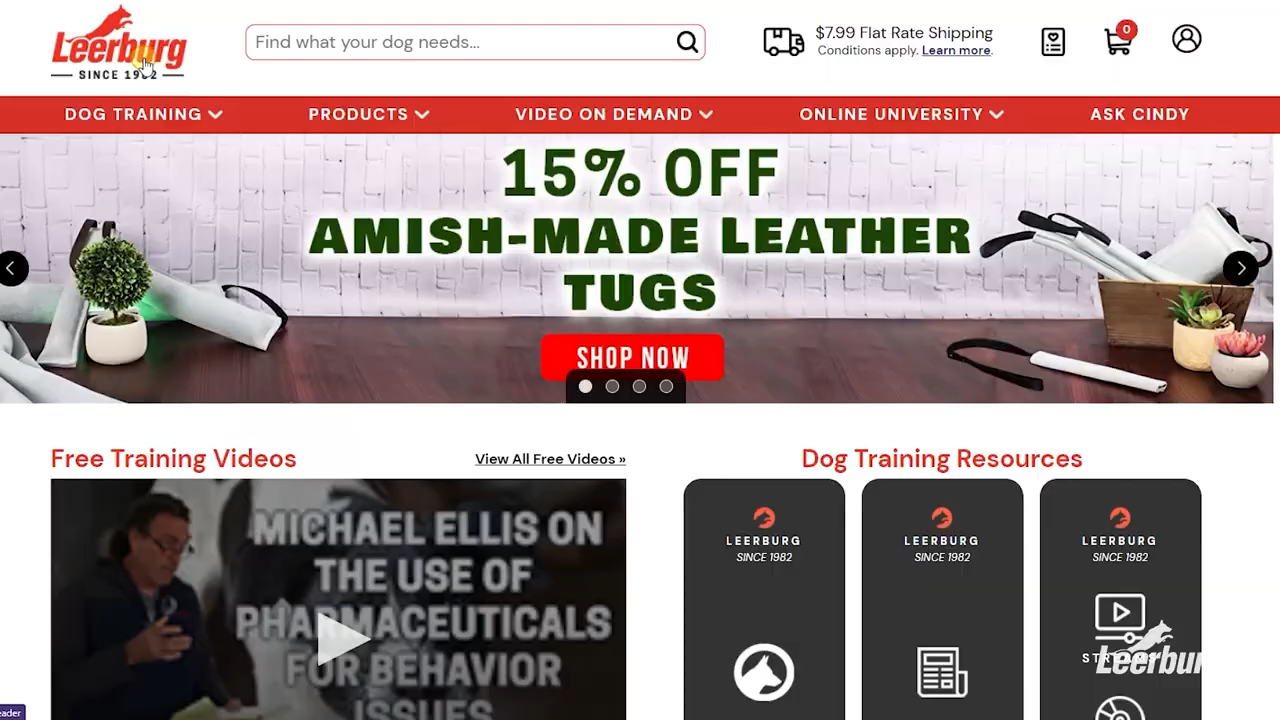 Leerburg
SINCE 1982
Find what your dog needs...
$7.99 Flat Rate Shipping
Conditions apply. Learn more.
0
DOG TRAINING
PRODUCTS
VIDEO ON DEMAND
ONLINE UNIVERSITY
ASK CINDY
15% OFF
AMISH-MADE LEATHER
TUGS
SHOP NOW
Free Training Videos
View All Free Videos »
Dog Training Resources
MICHAEL ELLIS ON
THE USE OF
PHARMACEUTICALS
FOR BEHAVIOR
ISSUES
LEERBURG
SINCE 1982
LEERBURG
SINCE 1982
LEERBURG
SINCE 1982